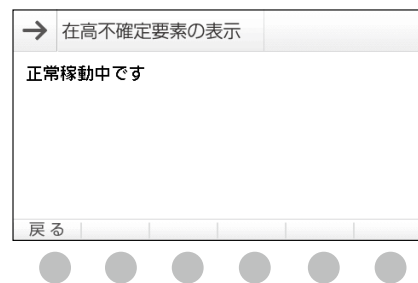 → 在高不確定要素の表示
正常稼動中です
戻る